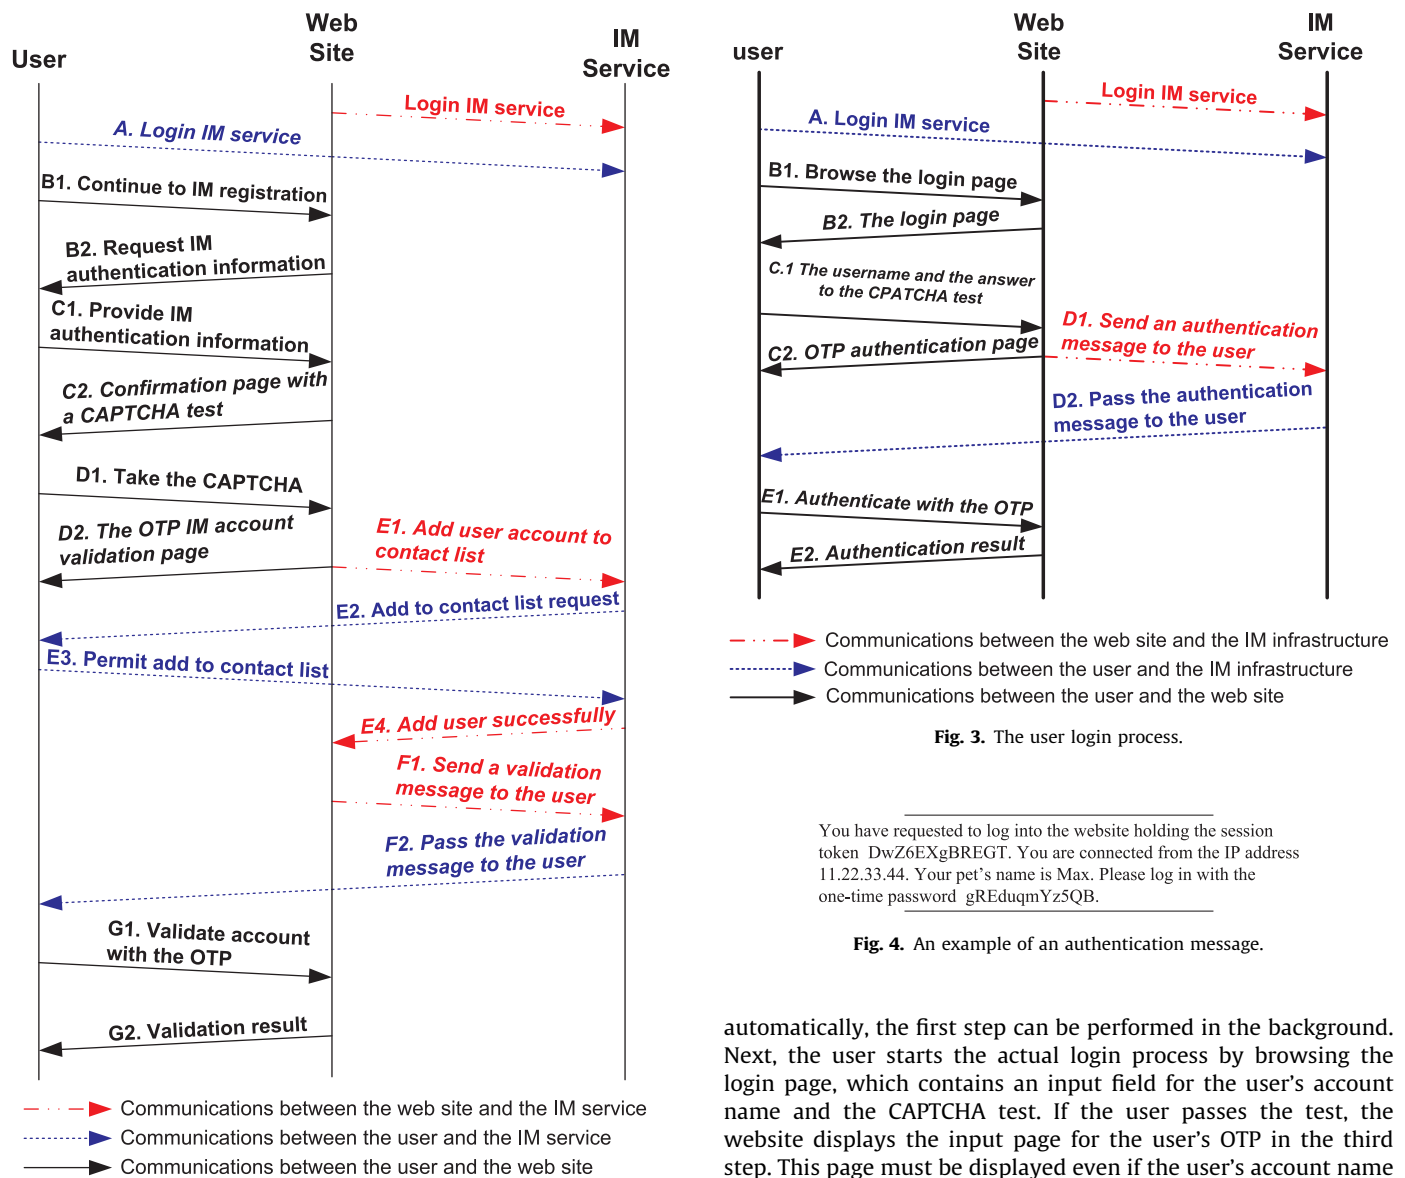 User
Web
Site
IM
Service
Login IM service
A. Login IM service
B1. Continue to IM registration
B2. Request IM
authentication information
C1. Provide IM
authentication information
C2. Confirmation page with
a CAPTCHA test
D1. Take the CAPTCHA
D2. The OTP IM account
validation page
E1. Add user account to
contact list
E2. Add to contact list request
E3. Permit add to contact list
E4. Add user successfully
F1. Send a validation
message to the user
F2. Pass the validation
message to the user
G1. Validate account
with the OTP
G2. Validation result
Communications between the web site and the IM service
Communications between the user and the IM service
Communications between the user and the web site
user
Web
Site
IM
Service
Login IM service
A. Login IM service
B1. Browse the login page
B2. The login page
C.1 The username and the answer
to the CPATCHA test
D1. Send an authentication
message to the user
C2. OTP authentication page
D2. Pass the authentication
message to the user
E1. Authenticate with the OTP
E2. Authentication result
Communications between the web site and the IM infrastructure
Communications between the user and the IM infrastructure
Communications between the user and the web site
Fig. 3. The user login process.
You have requested to log into the website holding the session
token DwZ6EXgBREGT. You are connected from the IP address
11.22.33.44. Your pet's name is Max. Please log in with the
one-time password gREduqmYz5QB.
Fig. 4. An example of an authentication message.
automatically, the first step can be performed in the background.
Next, the user starts the actual login process by browsing the
login page, which contains an input field for the user's account
name and the CAPTCHA test. If the user passes the test, the
website displays the input page for the user's OTP in the third
step. This page must be displayed even if the user's account name